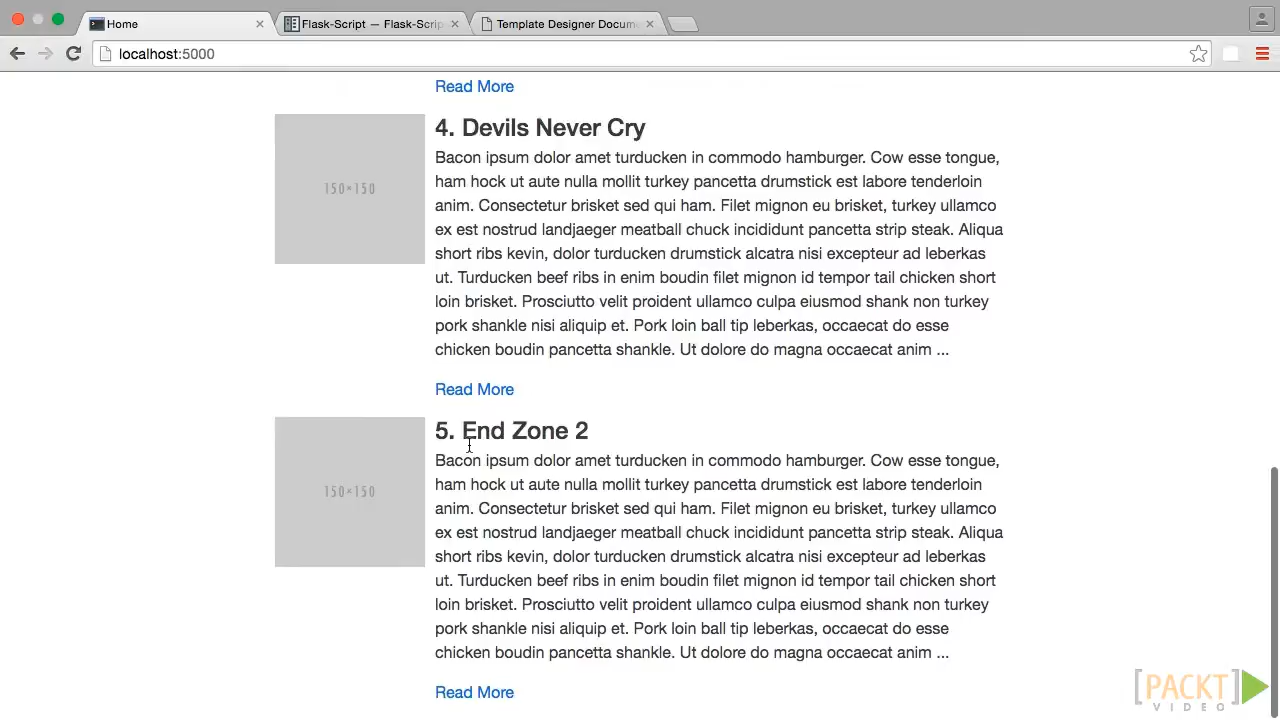 Home
Flask-Script — Flask-Scrip
Template Designer Docum
localhost:5000
Read More
4. Devils Never Cry
150×150
Bacon ipsum dolor amet turducken in commodo hamburger. Cow esse tongue,
ham hock ut aute nulla mollit turkey pancetta drumstick est labore tenderloin
anim. Consectetur brisket sed qui ham. Filet mignon eu brisket, turkey ullamco
ex est nostrud landjaeger meatball chuck incididunt pancetta strip steak. Aliqua
short ribs kevin, dolor turducken drumstick alcatra nisi excepteur ad leberkas
ut. Turducken beef ribs in enim boudin filet mignon id tempor tail chicken short
loin brisket. Prosciutto velit proident ullamco culpa eiusmod shank non turkey
pork shankle nisi aliquip et. Pork loin ball tip leberkas, occaecat do esse
chicken boudin pancetta shankle. Ut dolore do magna occaecat anim ...
Read More
5. End Zone 2
150×150
Bacon ipsum dolor amet turducken in commodo hamburger. Cow esse tongue,
ham hock ut aute nulla mollit turkey pancetta drumstick est labore tenderloin
anim. Consectetur brisket sed qui ham. Filet mignon eu brisket, turkey ullamco
ex est nostrud landjaeger meatball chuck incididunt pancetta strip steak. Aliqua
short ribs kevin, dolor turducken drumstick alcatra nisi excepteur ad leberkas
ut. Turducken beef ribs in enim boudin filet mignon id tempor tail chicken short
loin brisket. Prosciutto velit proident ullamco culpa eiusmod shank non turkey
pork shankle nisi aliquip et. Pork loin ball tip leberkas, occaecat do esse
chicken boudin pancetta shankle. Ut dolore do magna occaecat anim ...
Read More
[PACKT]
VIDEO